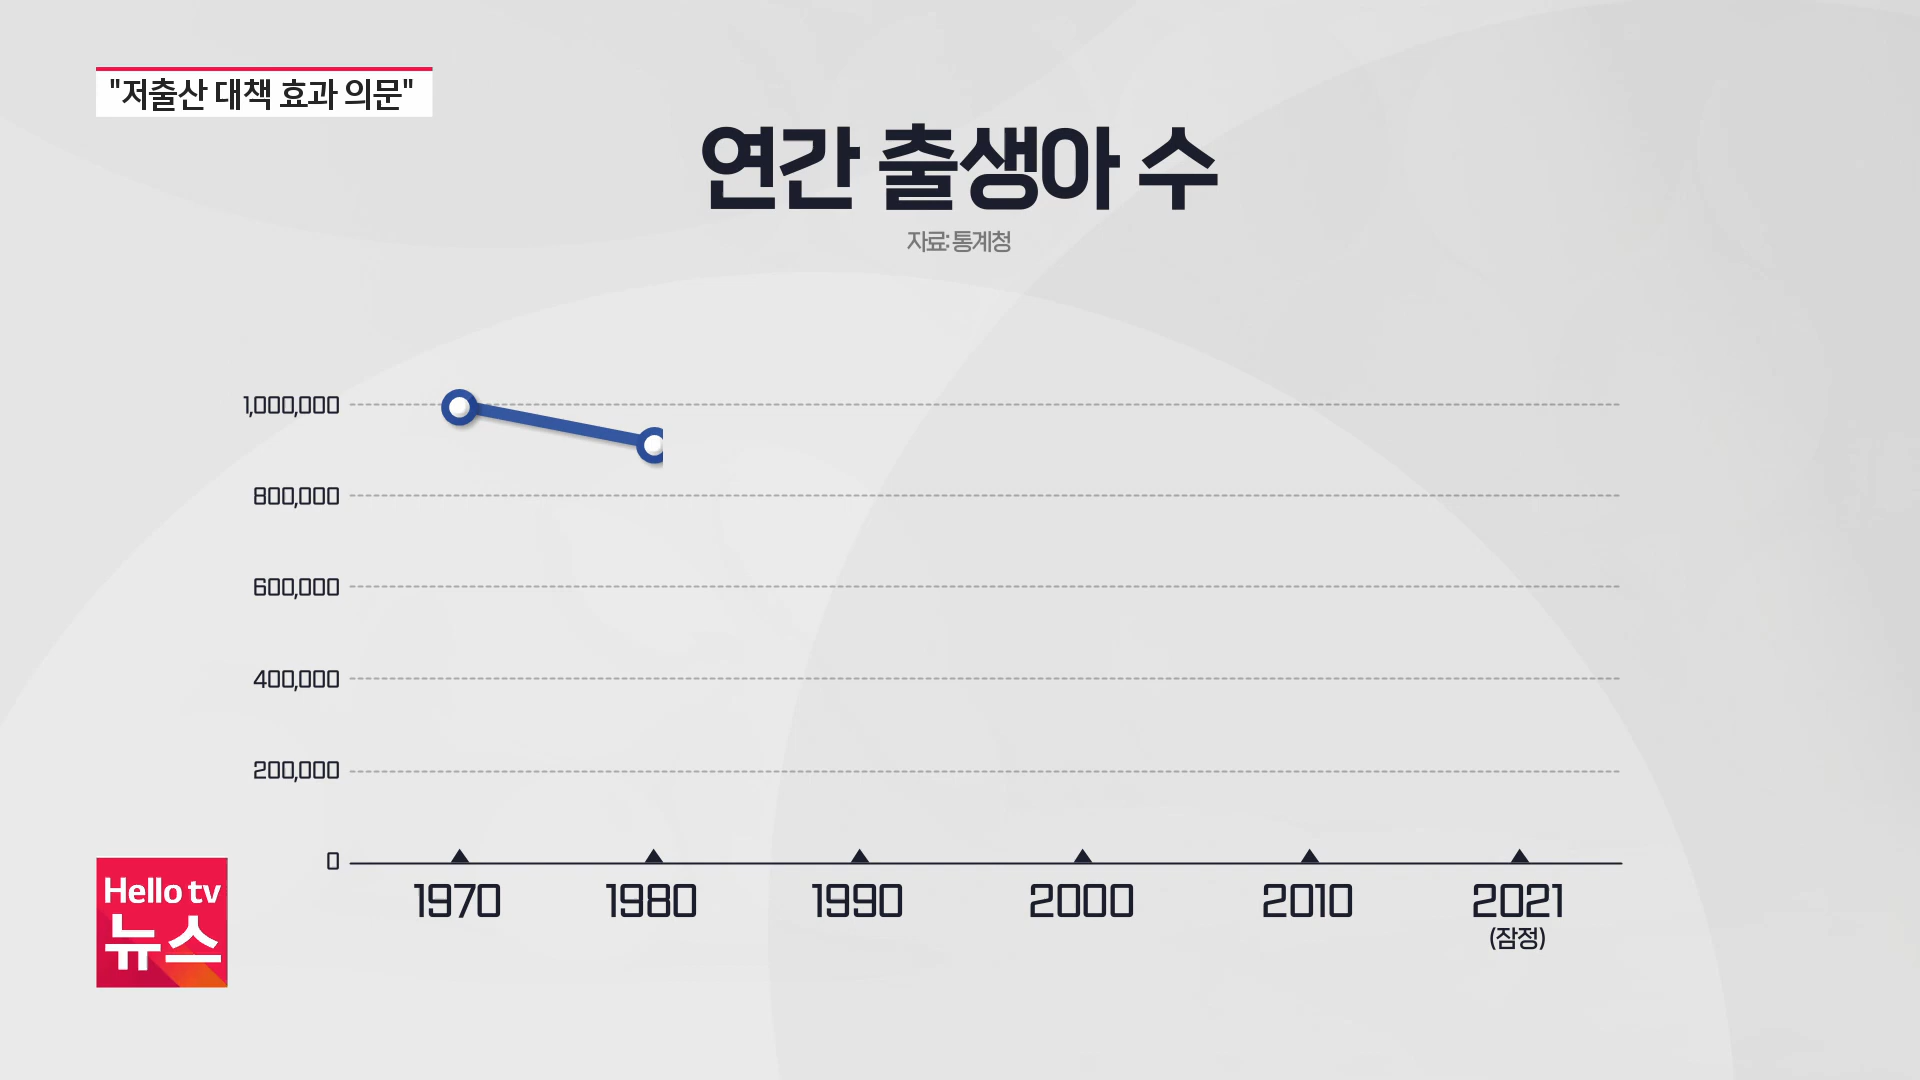 "저출산 대책 효과 의문"
연간 출생아 수
자료: 통계청
1,000,000
800,000
600,000
400,000
200,000
0
1970 1980 1990 2000 2010 2021
(잠정)
Hello tv
뉴스